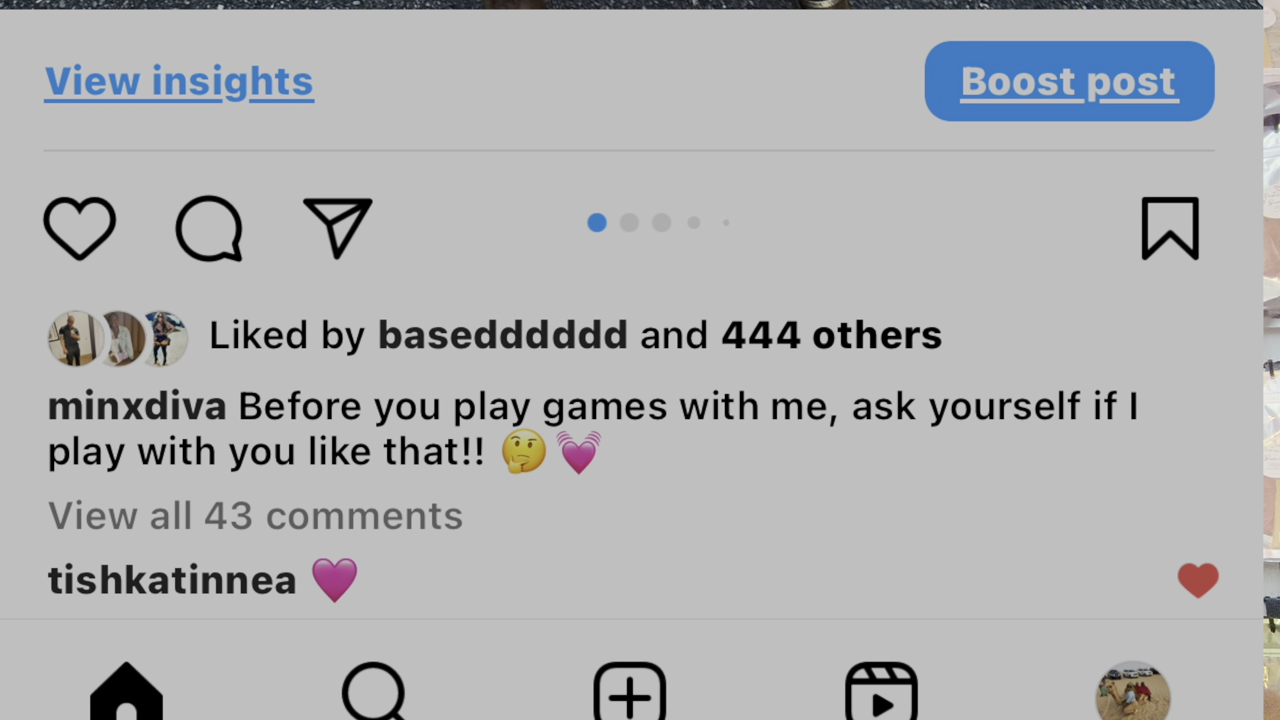 View insights
Boost post
Liked by basedddddd and 444 others
minxdiva Before you play games with me, ask yourself if I
play with you like that!! 🤔💓
View all 43 comments
tishkatinnea 💜